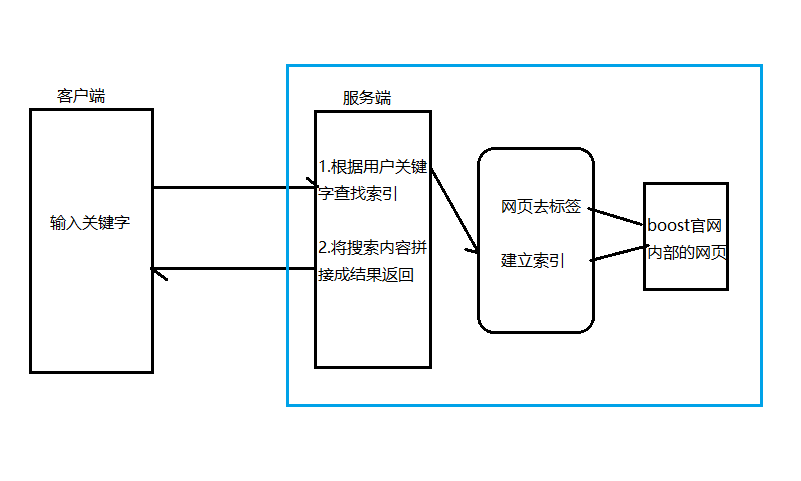 客户端
输入关键字
服务端
1.根据用户关键
字查找索引
2.将搜索内容拼
接成结果返回
网页去标签
建立索引
boost官网
内部的网页